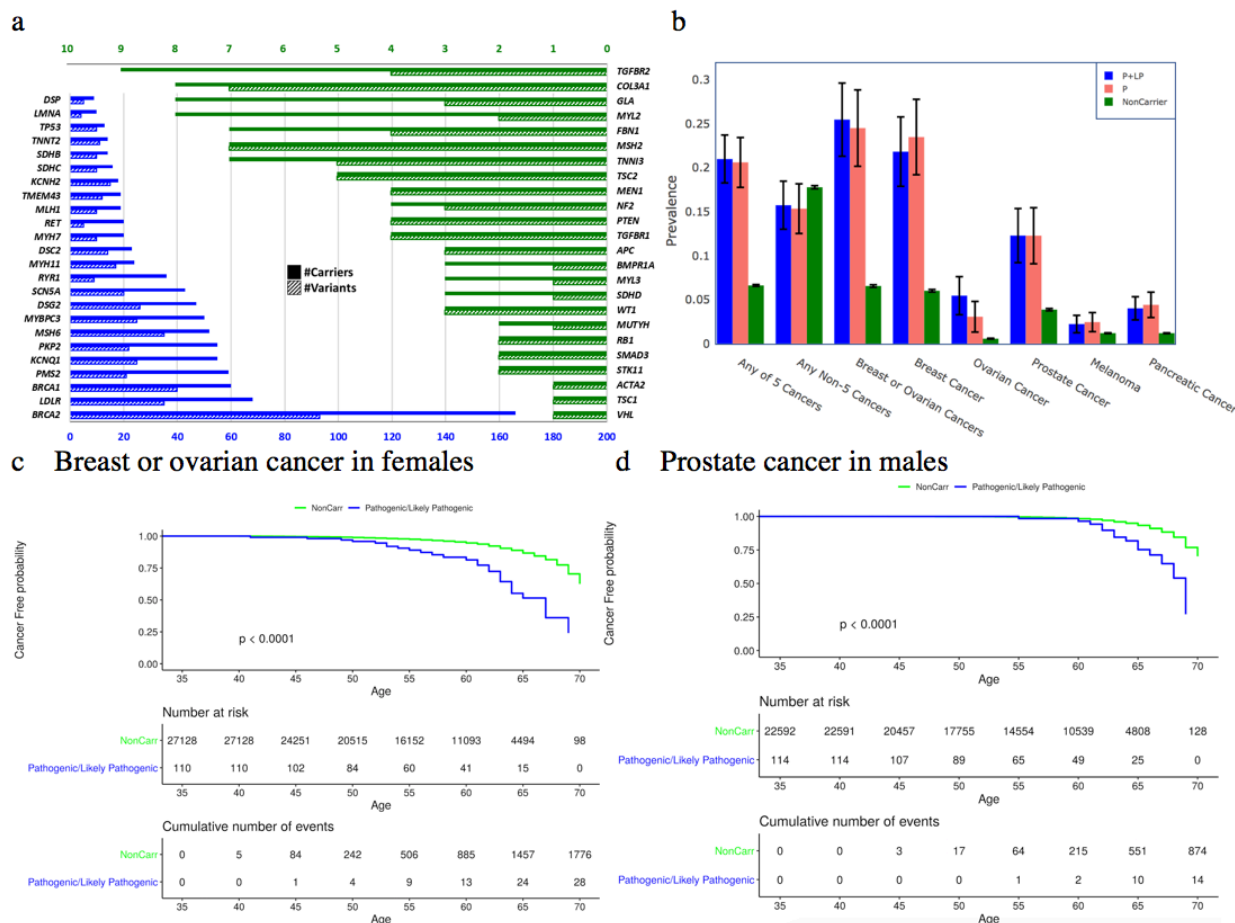 a
10 9 8 7 6 5 4 3 2 1 0
TGFBR2
COL3A1
DSP GLA
LMNA MYL2
TP53 FBN1
TNNT2 MSH2
SDHB TNNI3
SDHC TSC2
KCNH2 MEN1
TMEM43 NF2
MLH1 PTEN
RET TGFBR1
MYH7 APC
DSC2 BMPR1A
MYH11 MYL3
RYR1 SDHD
SCN5A WT1
DSG2 MUTYH
MYBPC3 RB1
MSH6 SMAD3
PKP2 STK11
KCNQ1 ACTA2
PMS2 TSC1
BRCA1 VHL
LDLR
BRCA2
#Carriers
#Variants
0 20 40 60 80 100 120 140 160 180 200
b
P+LP
P
NonCarrier
Prevalence
0.3
0.25
0.2
0.15
0.1
0.05
0
Any of 5 Cancers
Any Non-5 Cancers
Breast or Ovarian Cancers
Breast Cancer
Ovarian Cancer
Prostate Cancer
Melanoma
Pancreatic Cancer
c Breast or ovarian cancer in females
NonCarr Pathogenic/Likely Pathogenic
Cancer Free probability
1.00
0.75
0.50
0.25
0.00
p < 0.0001
35 40 45 50 55 60 65 70
Age
Number at risk
NonCarr 27128 27128 24251 20515 16152 11093 4494 98
Pathogenic/Likely Pathogenic 110 110 102 84 60 41 15 0
35 40 45 50 55 60 65 70
Age
Cumulative number of events
NonCarr 0 5 84 242 506 885 1457 1776
Pathogenic/Likely Pathogenic 0 0 1 4 9 13 24 28
35 40 45 50 55 60 65 70
Age
d Prostate cancer in males
NonCarr Pathogenic/Likely Pathogenic
Cancer Free probability
1.00
0.75
0.50
0.25
0.00
p < 0.0001
35 40 45 50 55 60 65 70
Age
Number at risk
NonCarr 22592 22591 20457 17755 14554 10539 4808 128
Pathogenic/Likely Pathogenic 114 114 107 89 65 49 25 0
35 40 45 50 55 60 65 70
Age
Cumulative number of events
NonCarr 0 0 3 17 64 215 551 874
Pathogenic/Likely Pathogenic 0 0 0 0 1 2 10 14
35 40 45 50 55 60 65 70
Age